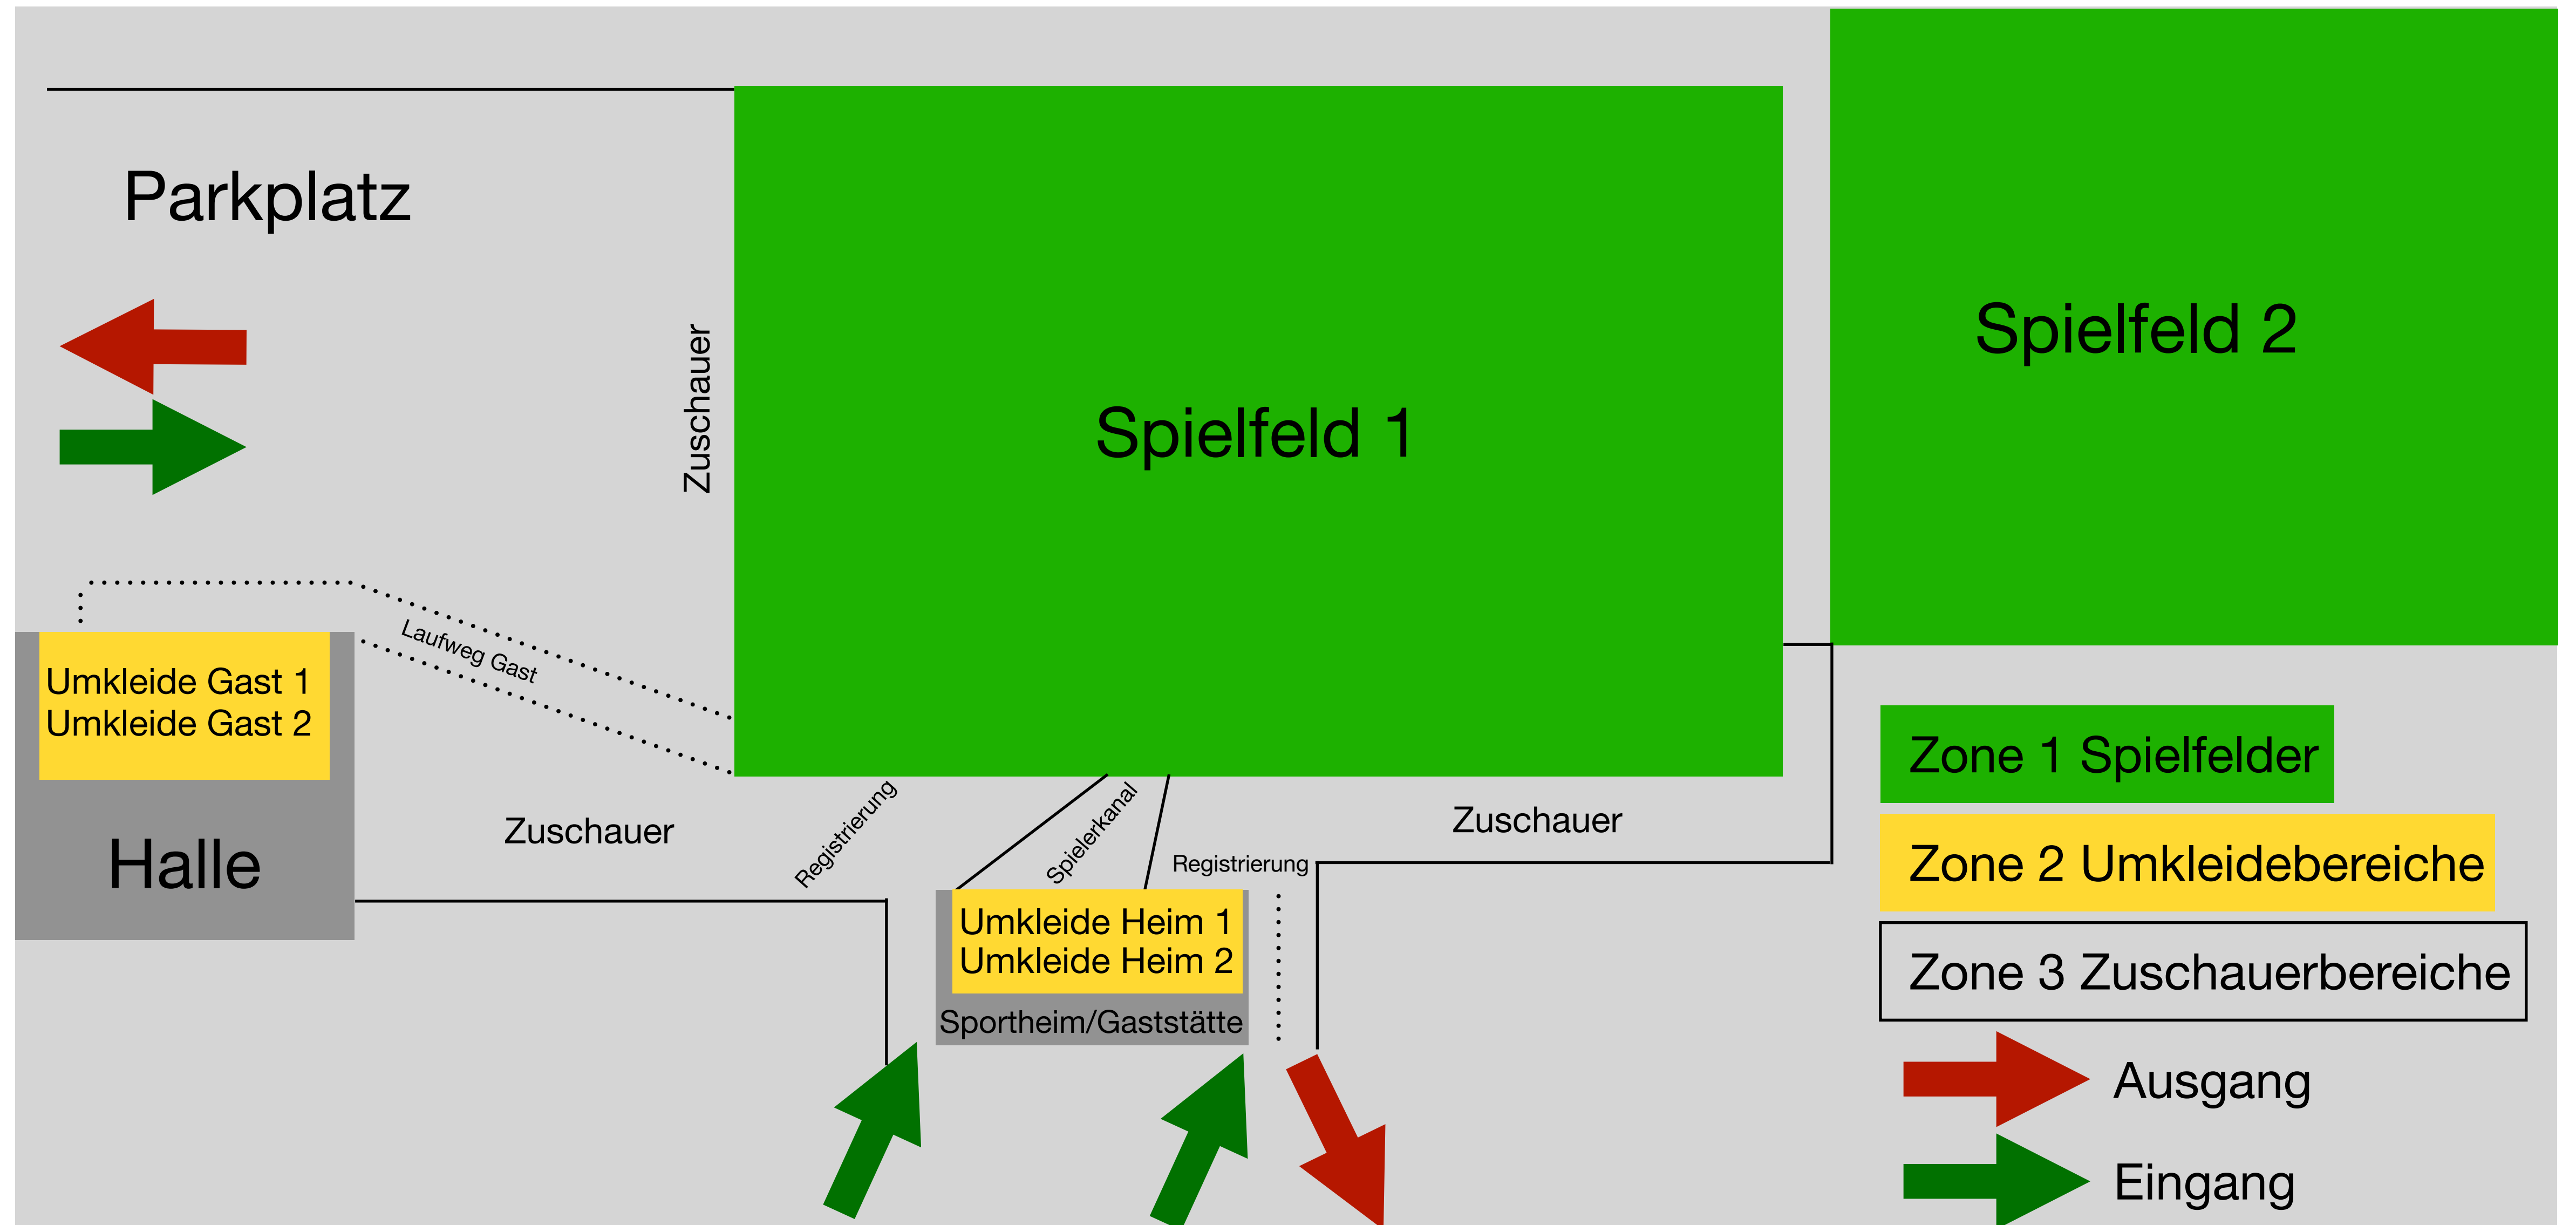 Parkplatz
Spielfeld 2
Spielfeld 1
Zuschauer
Laufweg Gast
Umkleide Gast 1
Umkleide Gast 2
Halle
Zuschauer
Registrierung
Spielerkanal
Registrierung
Zuschauer
Umkleide Heim 1
Umkleide Heim 2
Sportheim/Gaststätte
Zone 1 Spielfelder
Zone 2 Umkleidebereiche
Zone 3 Zuschauerbereiche
Ausgang
Eingang